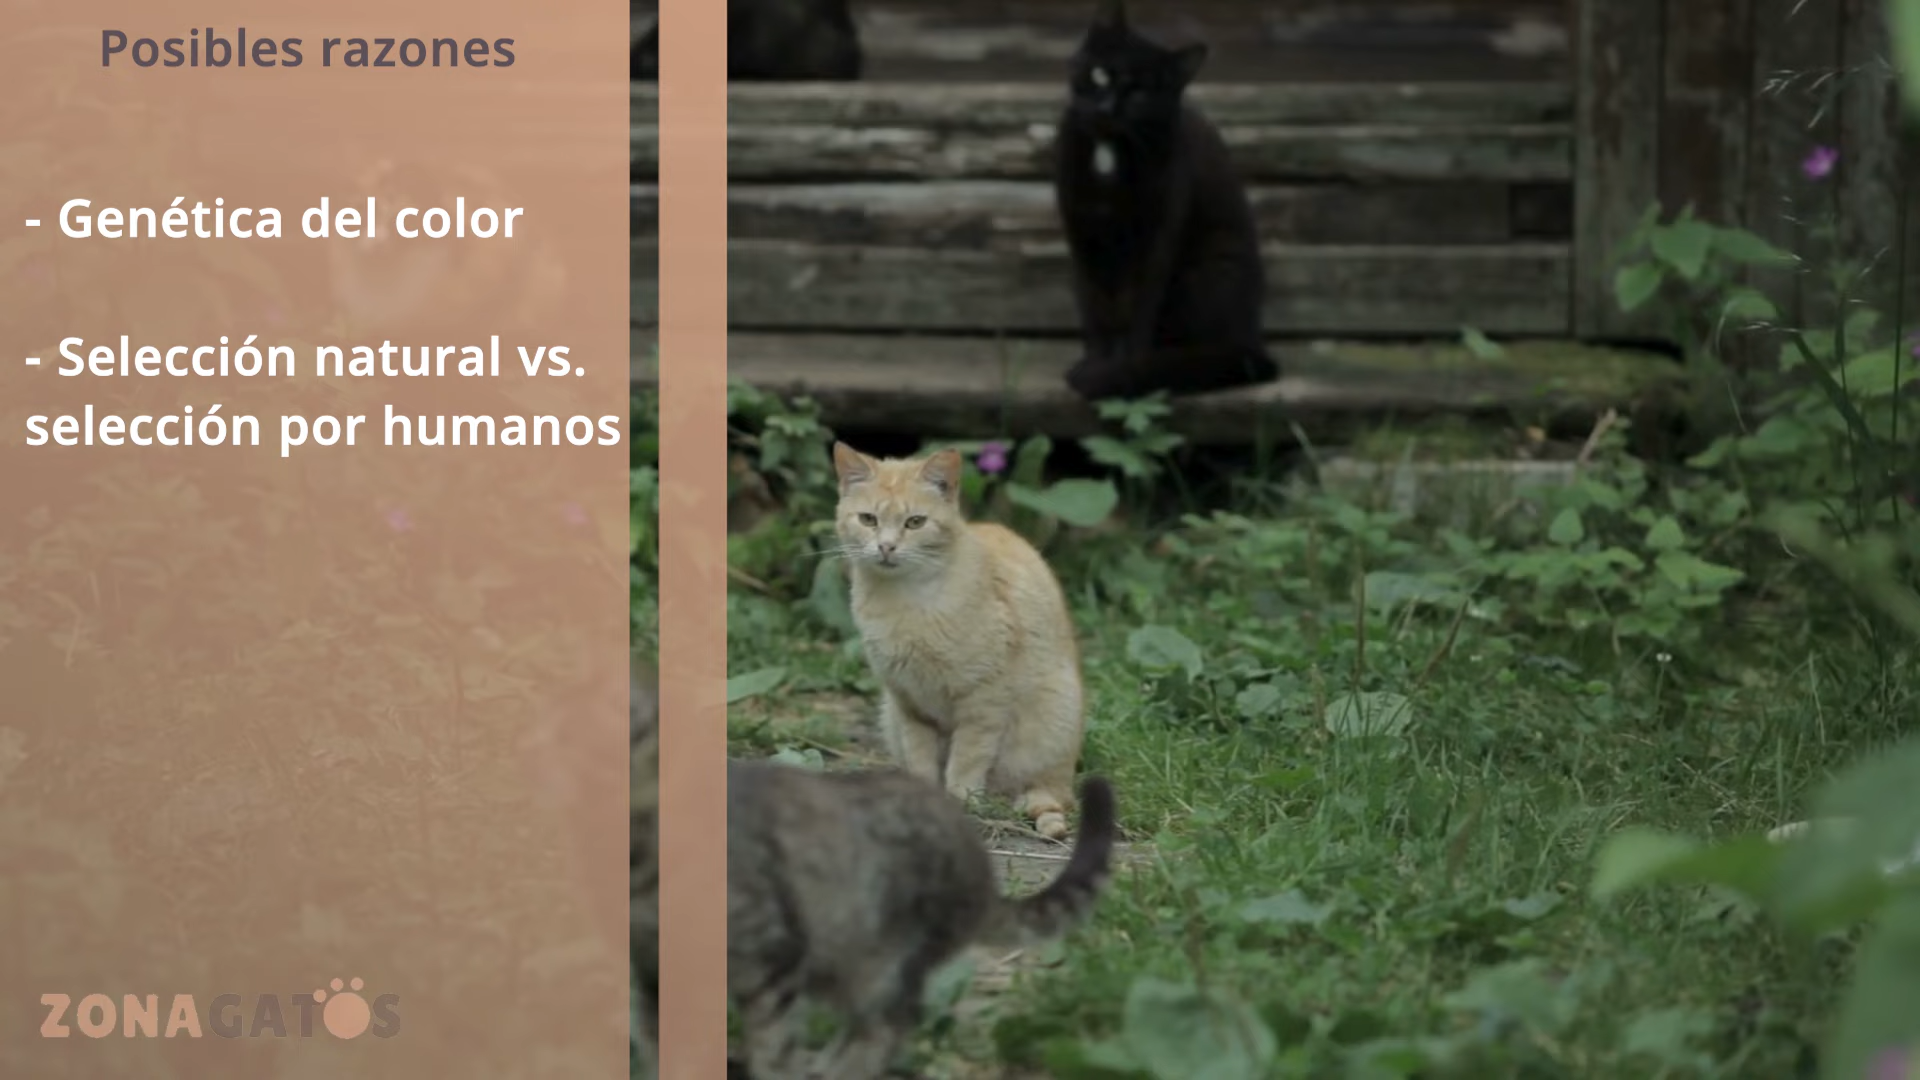 Posibles razones
- Genética del color
- Selección natural vs.
selección por humanos
ZONAGATOS